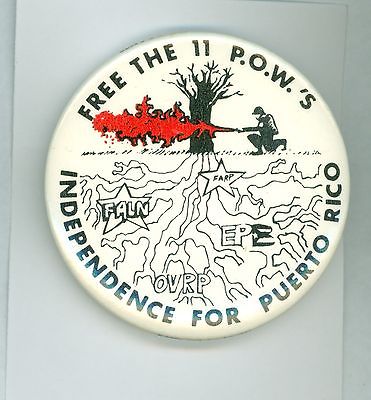 FREE THE 11 P.O.W.'S
FARP
FALN
EPB
OVRP
INDEPENDENCE FOR PUERTO RICO